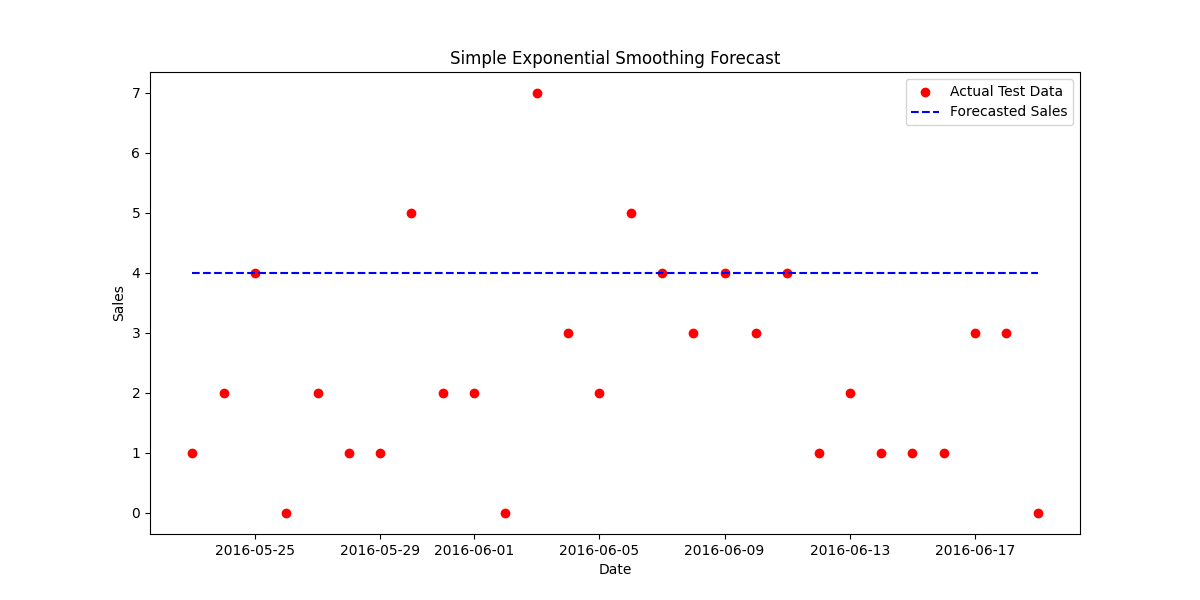 Simple Exponential Smoothing Forecast
Actual Test Data
Forecasted Sales
7
6
5
4
3
2
1
0
Sales
2016-05-25 2016-05-29 2016-06-01 2016-06-05 2016-06-09 2016-06-13 2016-06-17
Date